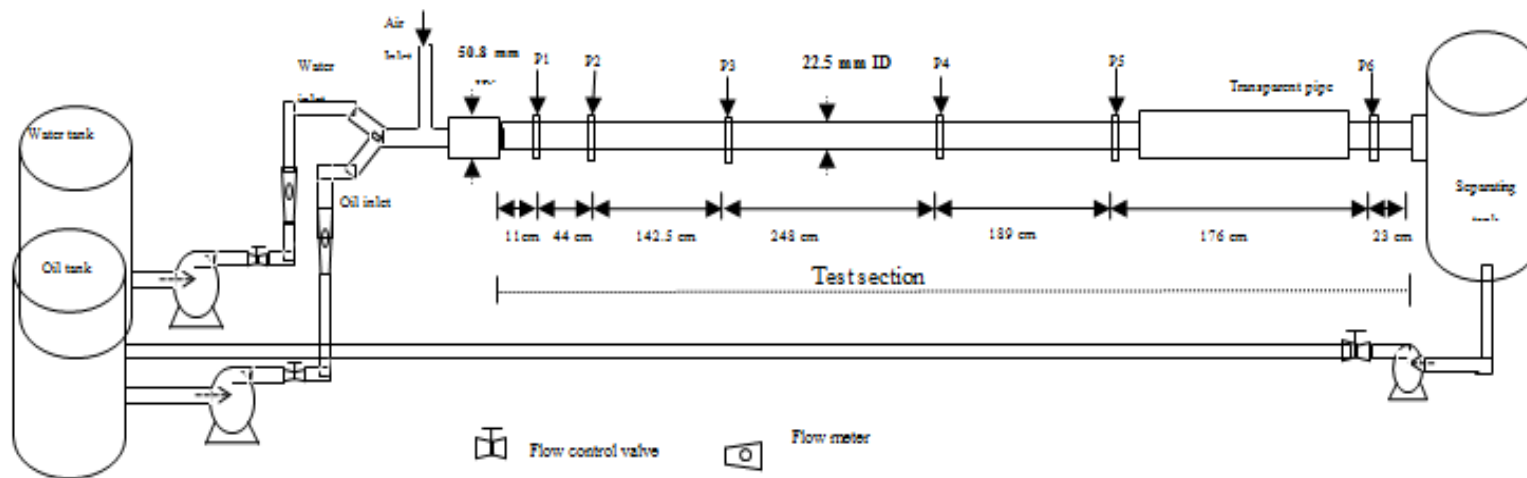 Air
Inlet
Water
inlet
50.8 mm
P1
P2
P3
22.5 mm ID
P4
P5
Transparent pipe
P6
Water tank
Oil inlet
Separating
11cm
44 cm
142.5 cm
248 cm
189 cm
176 cm
23 cm
Oil tank
Test section
Flow control valve
Flow meter